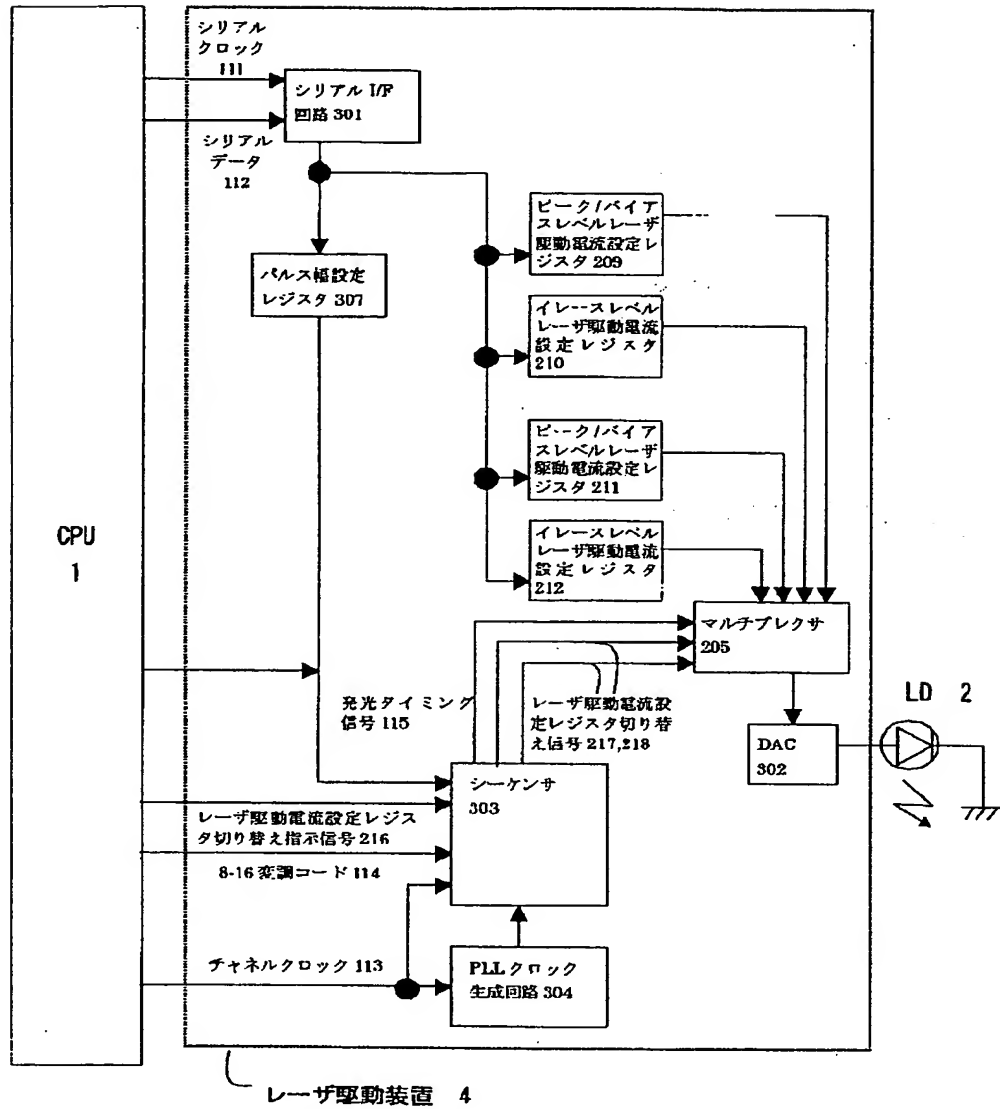 シリアル
クロック
111
シリアル I/F
回路 301
シリアル
データ
112
パルス幅設定
レジスタ 307
ピーク/バイア
スレベルレーザ
駆動電流設定レ
ジスタ 209
イレースレベル
レーザ駆動電流
設定レジスタ
210
ピーク/バイア
スレベルレーザ
駆動電流設定レ
ジスタ 211
イレースレベル
レーザ駆動電流
設定レジスタ
212
CPU
1
マルチプレクサ
205
発光タイミング
信号 115
レーザ駆動電流設
定レジスタ切り替
え信号 217,218
LD 2
DAC
302
シーケンサ
303
レーザ駆動電流設定レジス
タ切り替え指示信号 216
8-16 変調コード 114
チャネルクロック 113
PLL クロック
生成回路 304
レーザ駆動装置 4